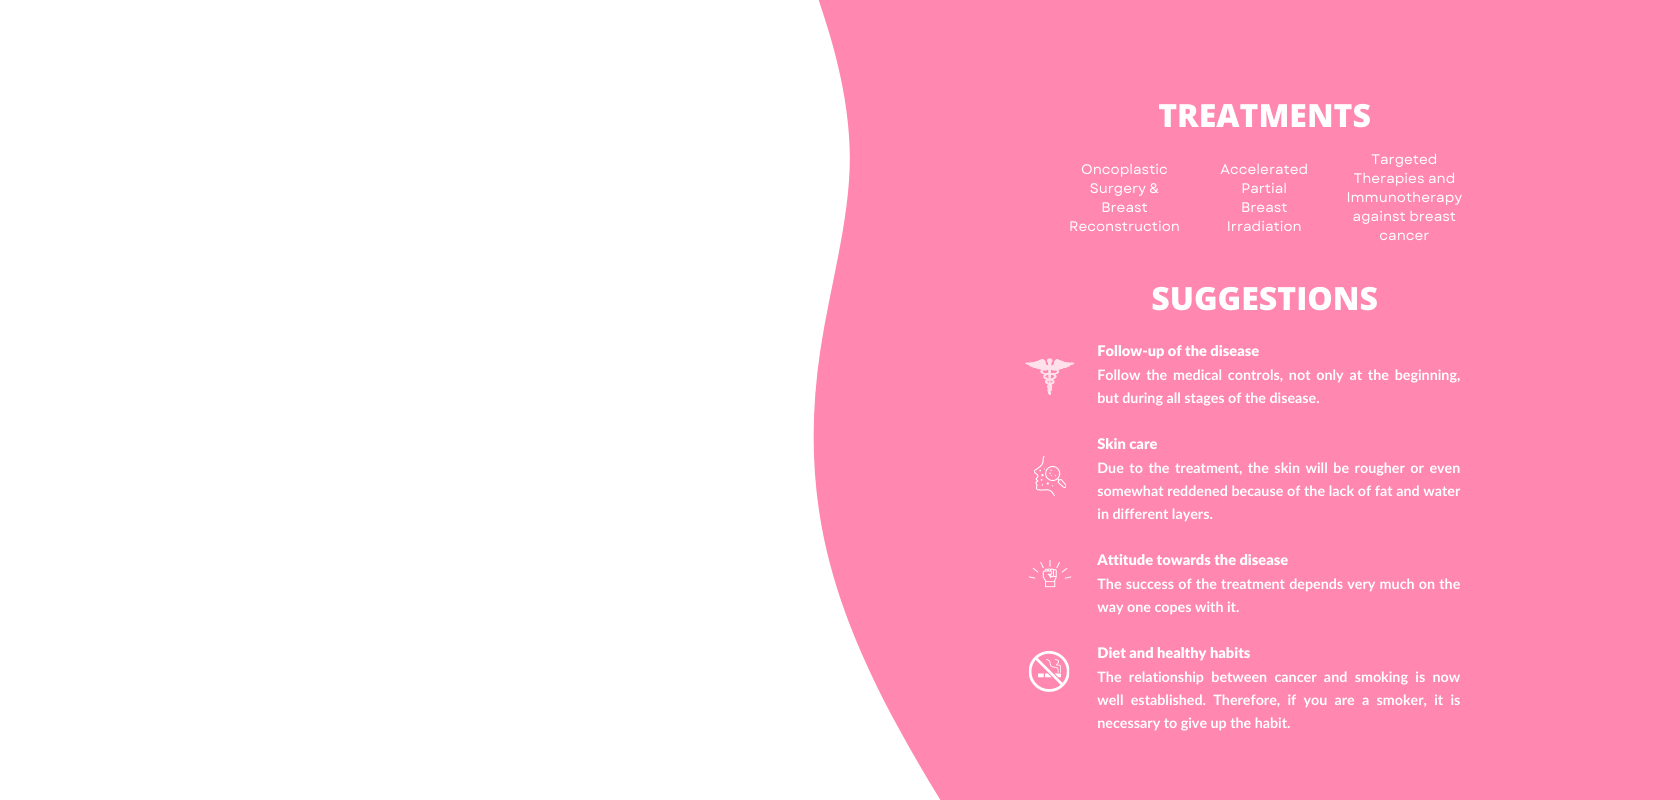 TREATMENTS
Oncoplastic
Surgery &
Breast
Reconstruction
Accelerated
Partial
Breast
Irradiation
Targeted
Therapies and
Immunotherapy
against breast
cancer
SUGGESTIONS
Follow-up of the disease
Follow the medical controls, not only at the beginning,
but during all stages of the disease.
Skin care
Due to the treatment, the skin will be rougher or even
somewhat reddened because of the lack of fat and water
in different layers.
Attitude towards the disease
The success of the treatment depends very much on the
way one copes with it.
Diet and healthy habits
The relationship between cancer and smoking is now
well established. Therefore, if you are a smoker, it is
necessary to give up the habit.